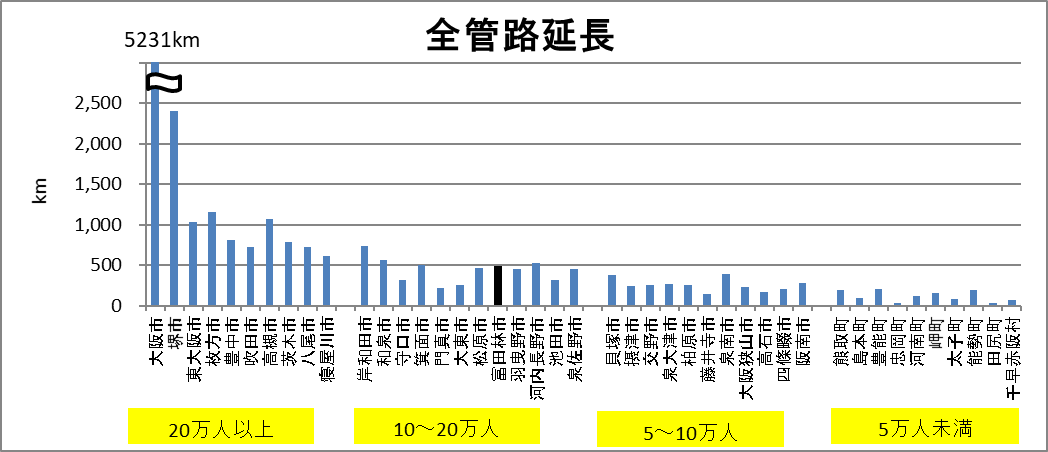 全管路延長
5231km
km
2,500
2,000
1,500
1,000
500
0
大阪市
堺市
東大阪市
枚方市
豊中市
吹田市
高槻市
茨木市
八尾市
寝屋川市
岸和田市
和泉市
守口市
箕面市
門真市
大東市
松原市
富田林市
羽曳野市
河内長野市
池田市
泉佐野市
貝塚市
摂津市
交野市
泉大津市
柏原市
藤井寺市
泉南市
大阪狭山市
高石市
四條畷市
阪南市
熊取町
島本町
豊能町
忠岡町
河南町
岬町
太子町
能勢町
田尻町
千早赤阪村
20万人以上
10～20万人
5～10万人
5万人未満